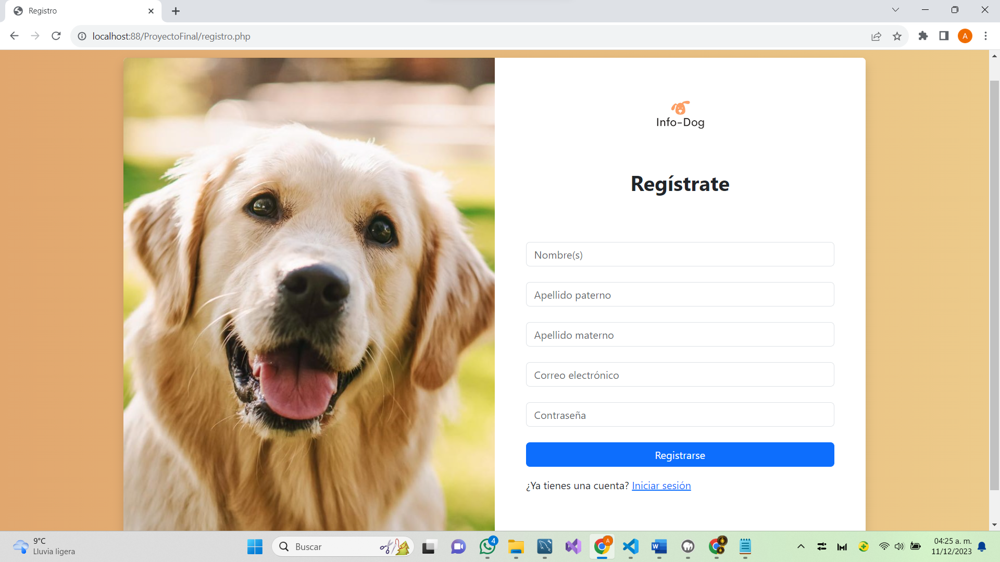 Registro
localhost:88/ProyectoFinal/registro.php
A
Info-Dog
Regístrate
Nombre(s)
Apellido paterno
Apellido materno
Correo electrónico
Contraseña
Registrarse
¿Ya tienes una cuenta? Iniciar sesión
9°C
Lluvia ligera
Buscar
4
A
W
04:25 a. m.
11/12/2023